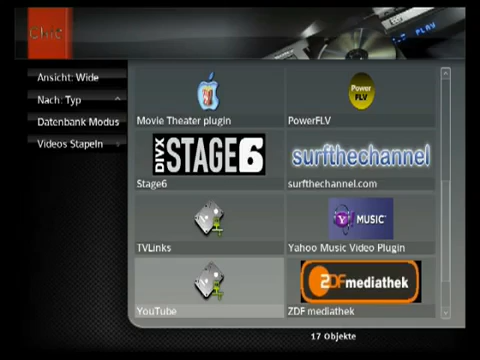 PLAY
Ansicht: Wide
Nach: Typ
Datenbank Modus
Videos Stapeln
Movie Theater plugin
Power
FLV
PowerFLV
DIVX STAGE6
Stage6
surfthechannel
surfthechannel.com
TVLinks
Y! MUSIC
Yahoo Music Video Plugin
YouTube
ZDF mediathek
ZDF mediathek
17 Objekte